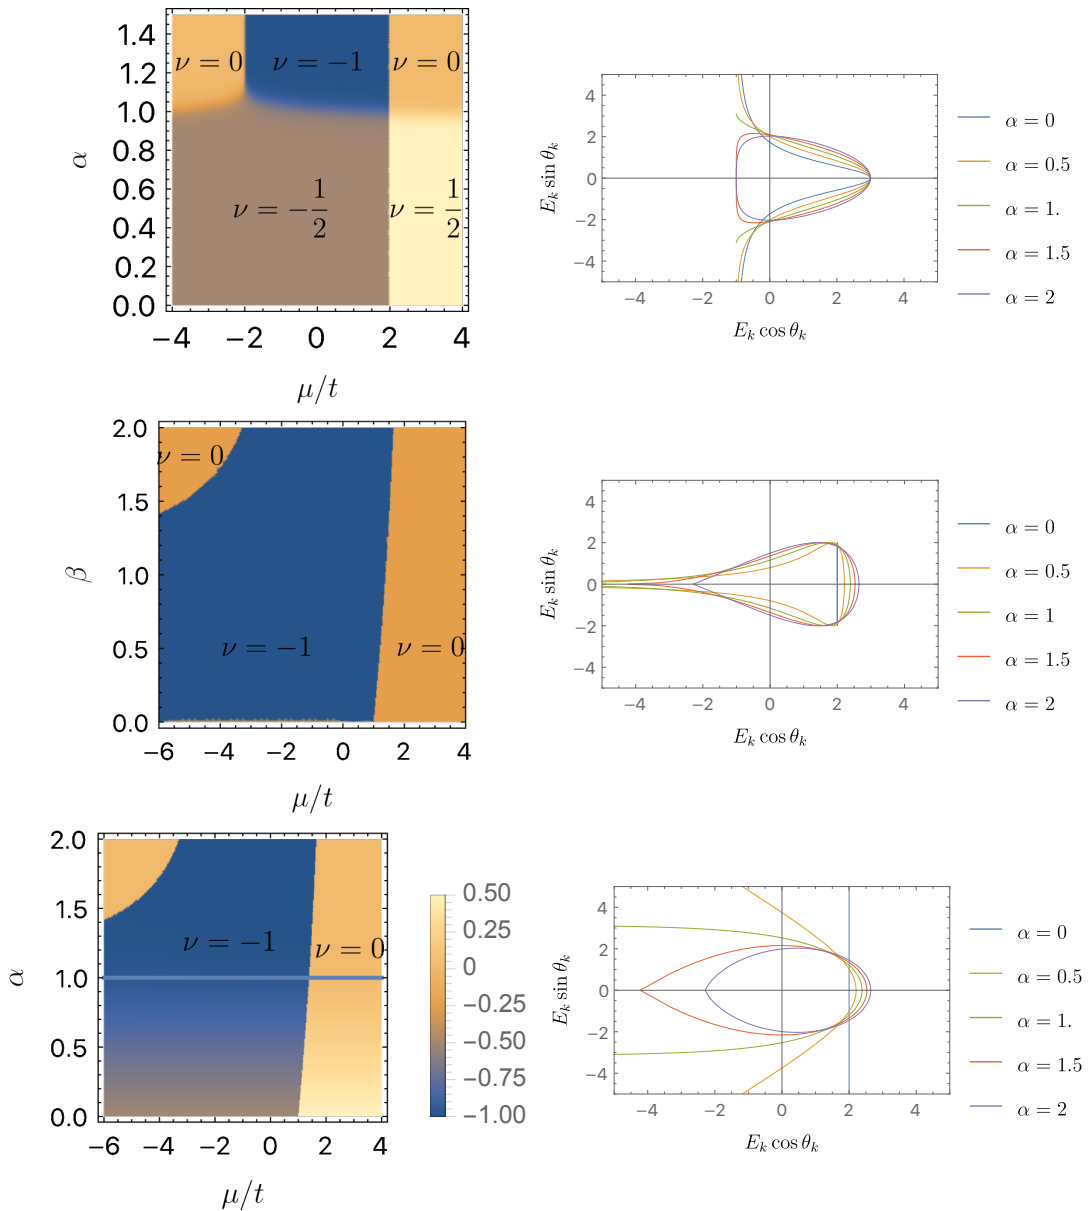 1.4
1.2
1.0
0.8
0.6
0.4
0.2
0.0
α
ν = 0
ν = −1
ν = 0
ν = −1/2
ν = 1/2
−4 −2 0 2 4
μ/t
4
2
0
−2
−4
E_k sin θ_k
−4 −2 0 2 4
E_k cos θ_k
α = 0
α = 0.5
α = 1.
α = 1.5
α = 2
2.0
1.5
1.0
0.5
0.0
β
ν = 0
ν = −1
ν = 0
−6 −4 −2 0 2 4
μ/t
4
2
0
−2
−4
E_k sin θ_k
−4 −2 0 2 4
E_k cos θ_k
α = 0
α = 0.5
α = 1
α = 1.5
α = 2
2.0
1.5
1.0
0.5
0.0
α
ν = −1
ν = 0
−6 −4 −2 0 2 4
μ/t
0.50
0.25
0
−0.25
−0.50
−0.75
−1.00
4
2
0
−2
−4
E_k sin θ_k
−4 −2 0 2 4
E_k cos θ_k
α = 0
α = 0.5
α = 1.
α = 1.5
α = 2